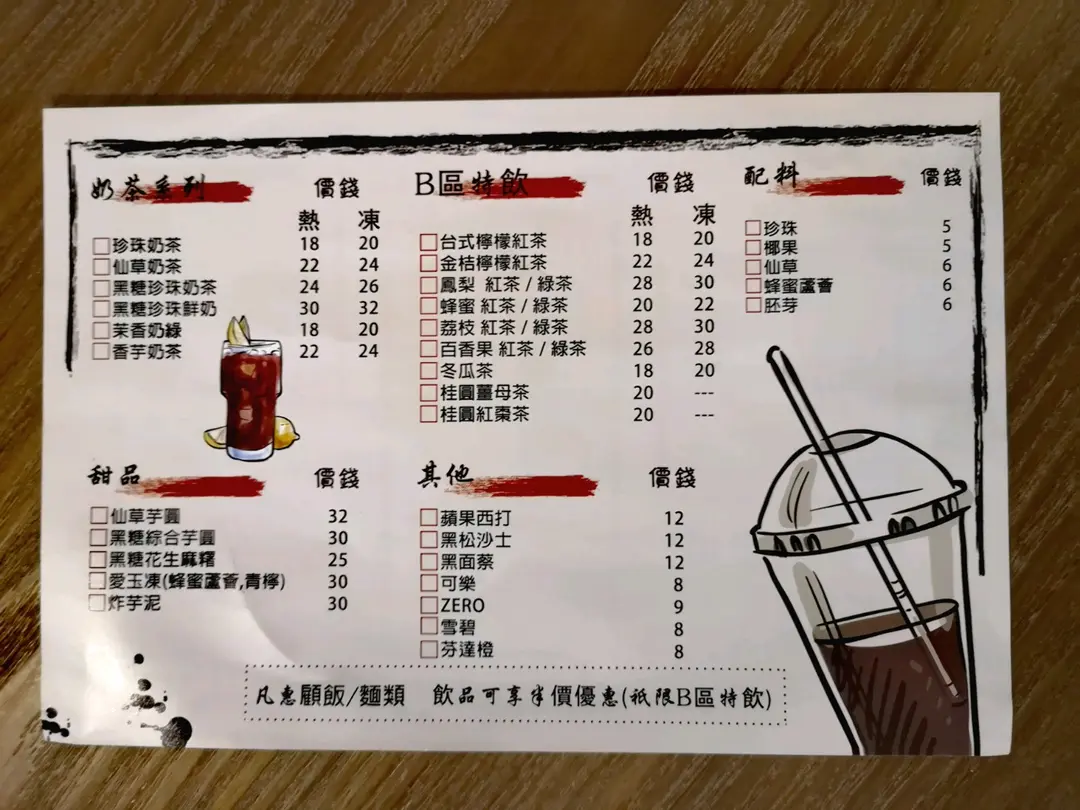 奶茶系列 價錢
熱 凍
珍珠奶茶 18 20
仙草奶茶 22 24
黑糖珍珠奶茶 24 26
黑糖珍珠鮮奶 30 32
茉香奶綠 18 20
香芋奶茶 22 24
B區特飲 價錢
熱 凍
台式檸檬紅茶 18 20
金桔檸檬紅茶 22 24
鳳梨 紅茶 / 綠茶 28 30
蜂蜜 紅茶 / 綠茶 20 22
荔枝 紅茶 / 綠茶 28 30
百香果 紅茶 / 綠茶 26 28
冬瓜茶 18 20
桂圓薑母茶 20 ---
桂圓紅棗茶 20 ---
配料 價錢
珍珠 5
椰果 5
仙草 6
蜂蜜蘆薈 6
胚芽 6
甜品 價錢
仙草芋圓 32
黑糖綜合芋圓 30
黑糖花生麻糬 25
愛玉凍(蜂蜜蘆薈,青檸) 30
炸芋泥 30
其他 價錢
蘋果西打 12
黑松沙士 12
黑面蔡 12
可樂 8
ZERO 9
雪碧 8
芬達橙 8
凡惠顧飯/麵類 飲品可享半價優惠(祇限B區特飲)